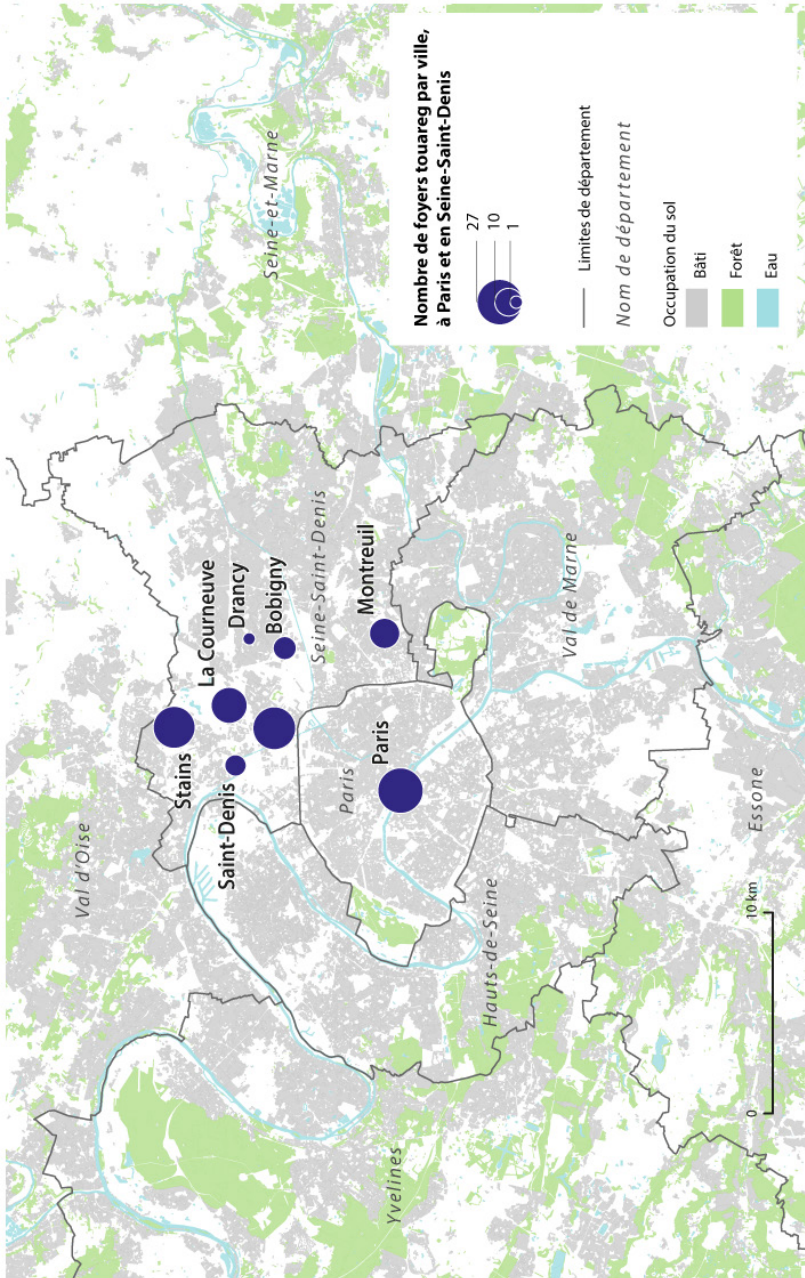 Val d'Oise
Seine-et-Marne
Stains
La Courneuve
Drancy
Saint-Denis
Bobigny
Seine-Saint-Denis
Montreuil
Paris
Paris
Hauts-de-Seine
Yvelines
Val de Marne
Essone
0
10 km
Nombre de foyers touareg par ville,
à Paris et en Seine-Saint-Denis
27
10
1
Limites de département
Nom de département
Occupation du sol
Bâti
Forêt
Eau